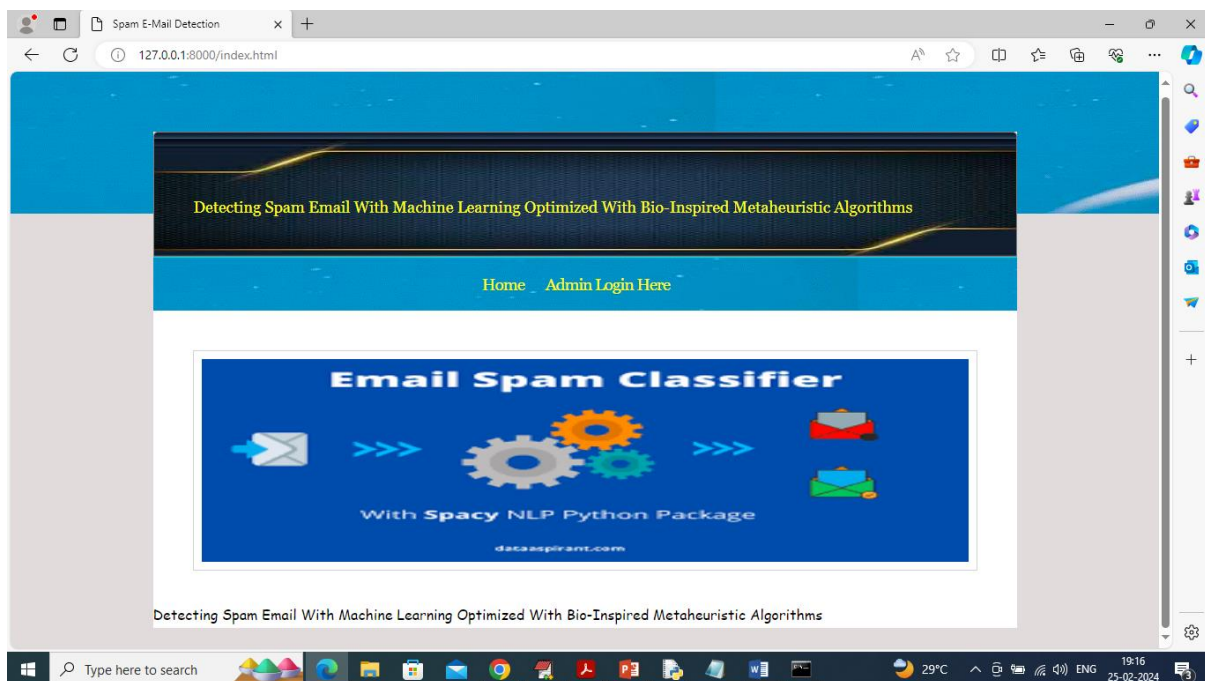 Spam E-Mail Detection
127.0.0.1:8000/index.html
Detecting Spam Email With Machine Learning Optimized With Bio-Inspired Metaheuristic Algorithms
Home Admin Login Here
Email Spam Classifier
>>> >>>
With Spacy NLP Python Package
dataaspirant.com
Detecting Spam Email With Machine Learning Optimized With Bio-Inspired Metaheuristic Algorithms
Type here to search
29°C
ENG
19:16
25-02-2024
3